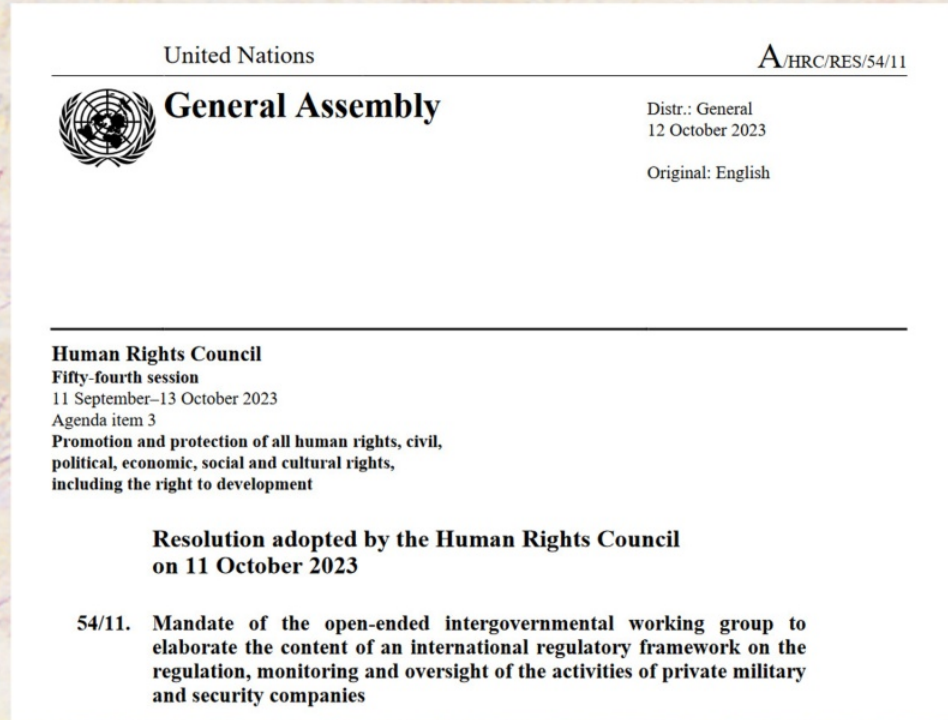 United Nations
A/HRC/RES/54/11
General Assembly
Distr.: General
12 October 2023
Original: English
Human Rights Council
Fifty-fourth session
11 September–13 October 2023
Agenda item 3
Promotion and protection of all human rights, civil,
political, economic, social and cultural rights,
including the right to development
Resolution adopted by the Human Rights Council
on 11 October 2023
54/11. Mandate of the open-ended intergovernmental working group to
elaborate the content of an international regulatory framework on the
regulation, monitoring and oversight of the activities of private military
and security companies